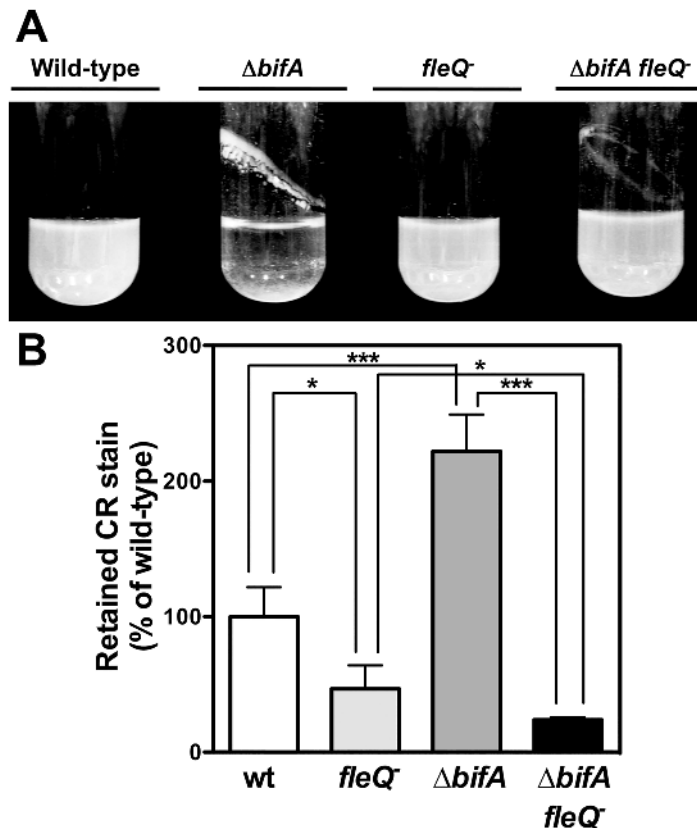 A
Wild-type ΔbifA fleQ- ΔbifA fleQ-
B
Retained CR stain
(% of wild-type)
300
200
100
0
*** * * ***
wt fleQ- ΔbifA ΔbifA
fleQ-